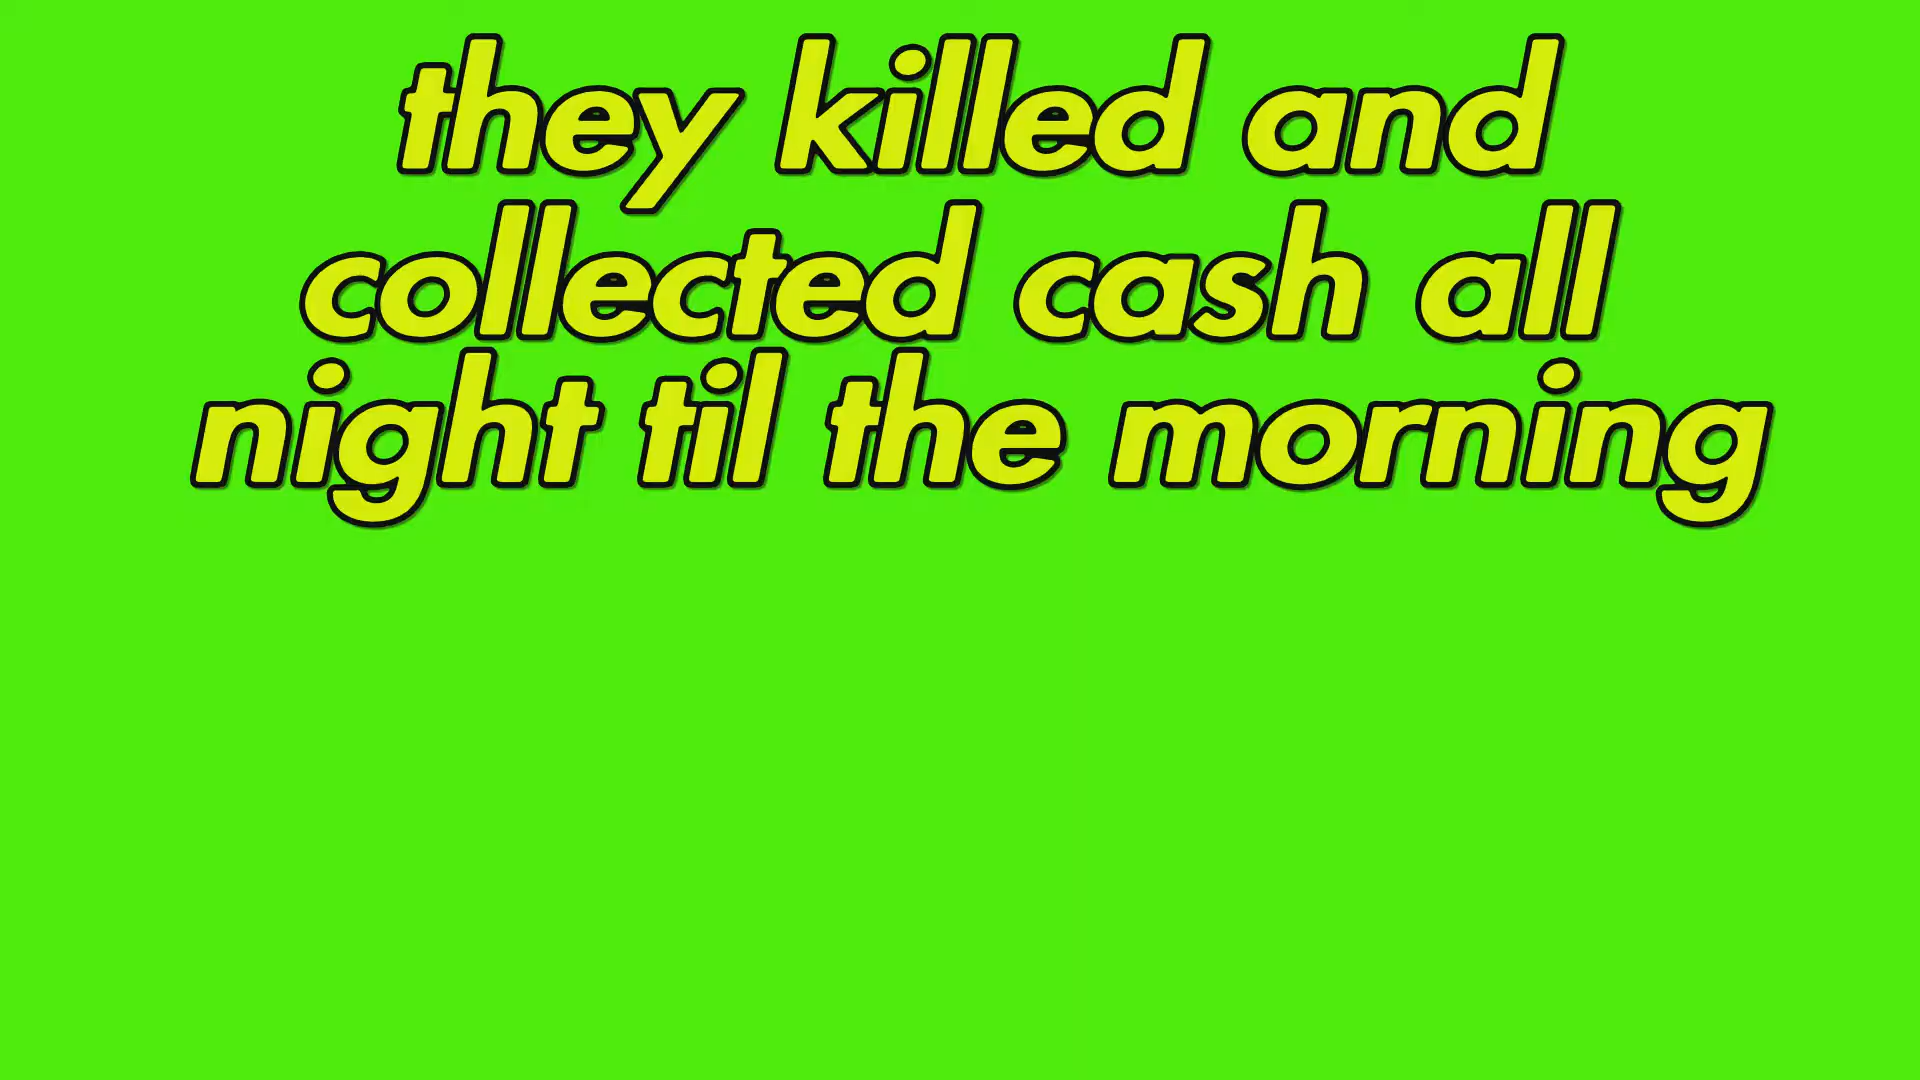 they killed and
collected cash all
night til the morning